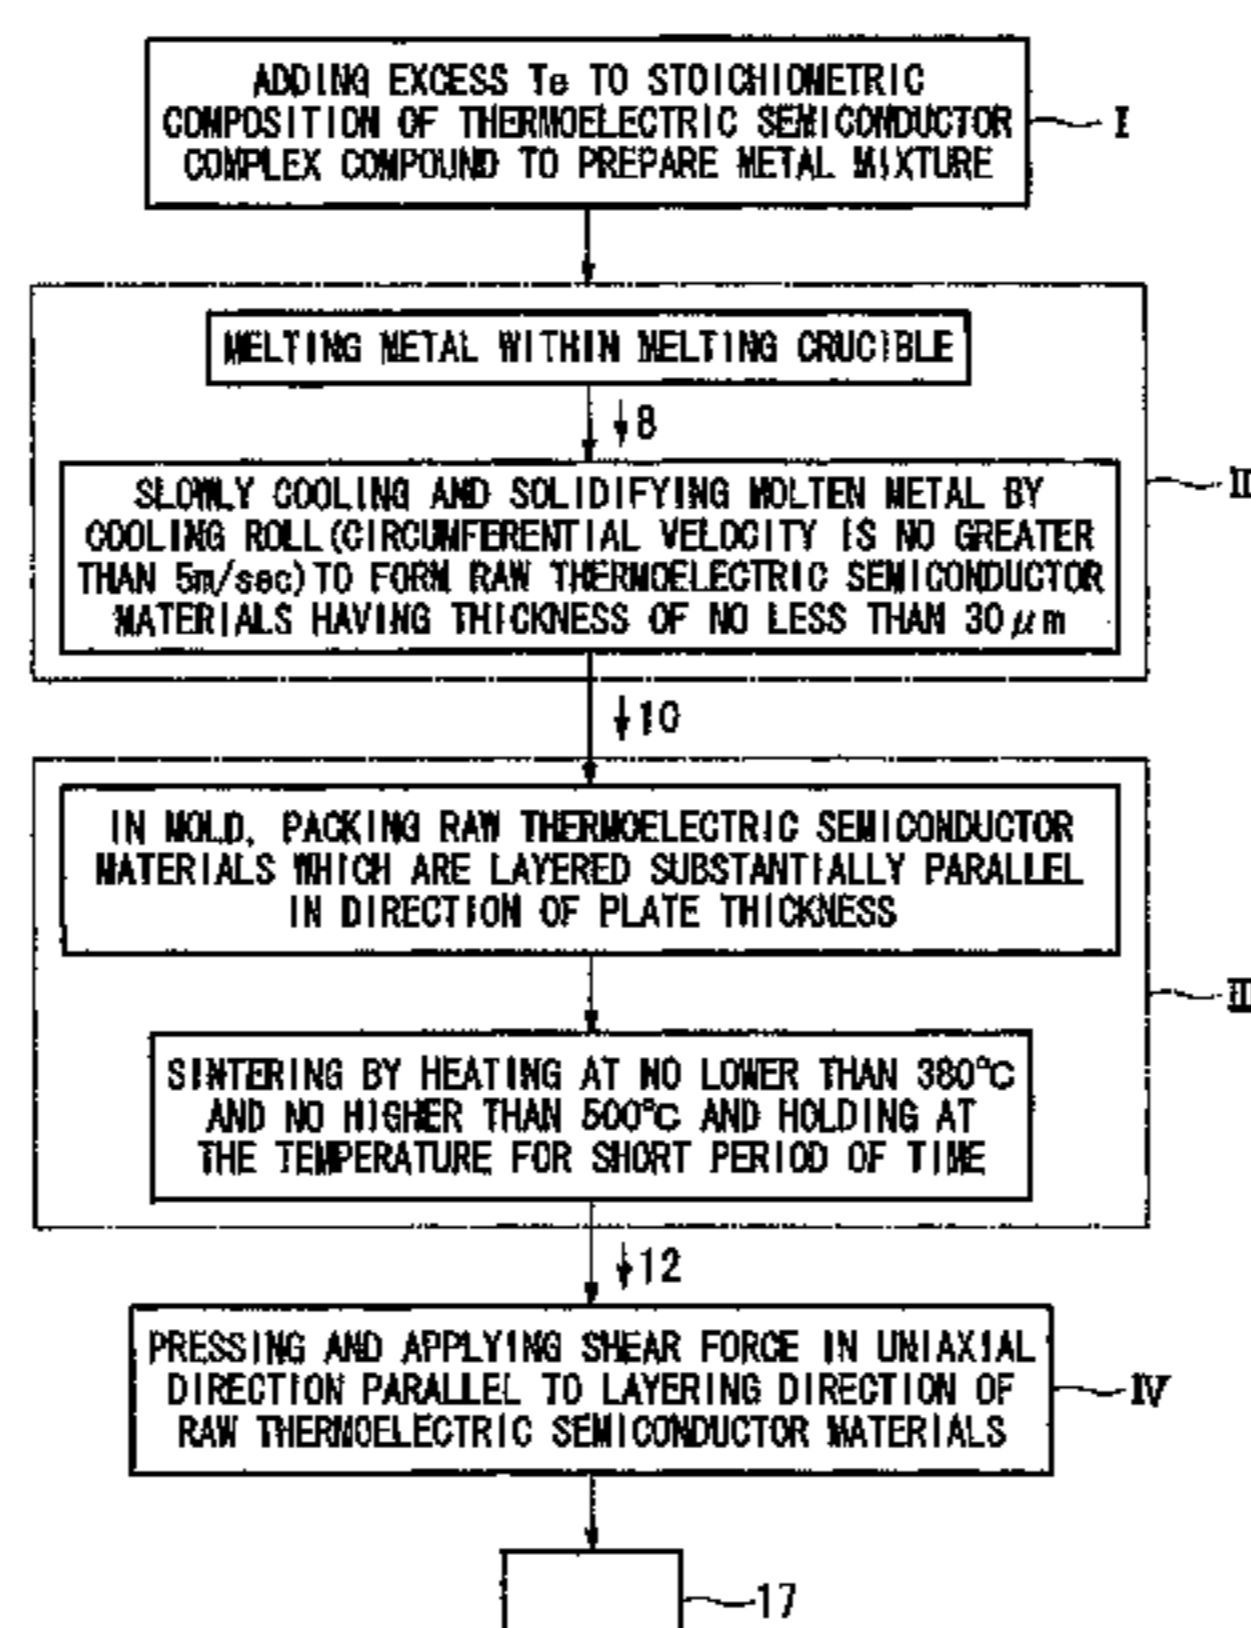 ADDING EXCESS Te TO STOICHIOMETRIC
COMPOSITION OF THERMOELECTRIC SEMICONDUCTOR
COMPLEX COMPOUND TO PREPARE METAL MIXTURE
I
MELTING METAL WITHIN MELTING CRUCIBLE
8
SLOWLY COOLING AND SOLIDIFYING MOLTEN METAL BY
COOLING ROLL(CIRCUMFERENTIAL VELOCITY IS NO GREATER
THAN 5m/sec)TO FORM RAW THERMOELECTRIC SEMICONDUCTOR
MATERIALS HAVING THICKNESS OF NO LESS THAN 30μm
II
10
IN MOLD, PACKING RAW THERMOELECTRIC SEMICONDUCTOR
MATERIALS WHICH ARE LAYERED SUBSTANTIALLY PARALLEL
IN DIRECTION OF PLATE THICKNESS
III
SINTERING BY HEATING AT NO LOWER THAN 380℃
AND NO HIGHER THAN 500℃ AND HOLDING AT
THE TEMPERATURE FOR SHORT PERIOD OF TIME
12
PRESSING AND APPLYING SHEAR FORCE IN UNIAXIAL
DIRECTION PARALLEL TO LAYERING DIRECTION OF
RAW THERMOELECTRIC SEMICONDUCTOR MATERIALS
IV
17